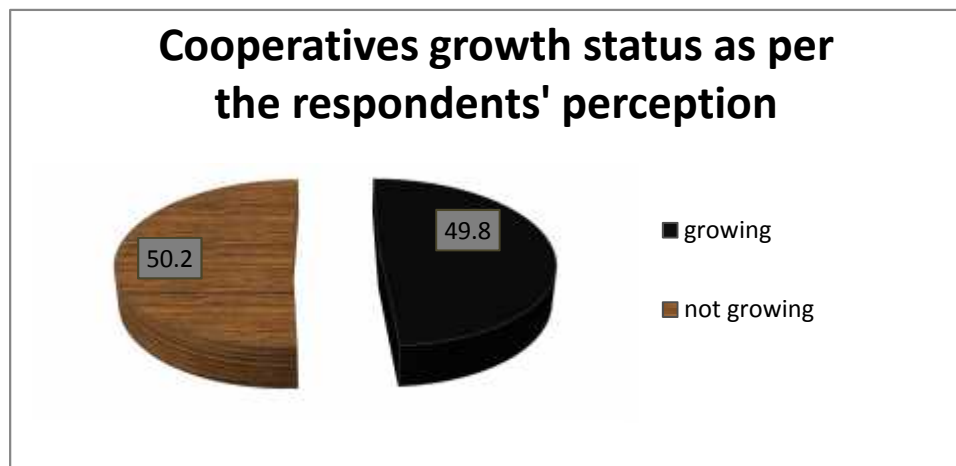 Cooperatives growth status as per
the respondents' perception
49.8
50.2
growing
not growing